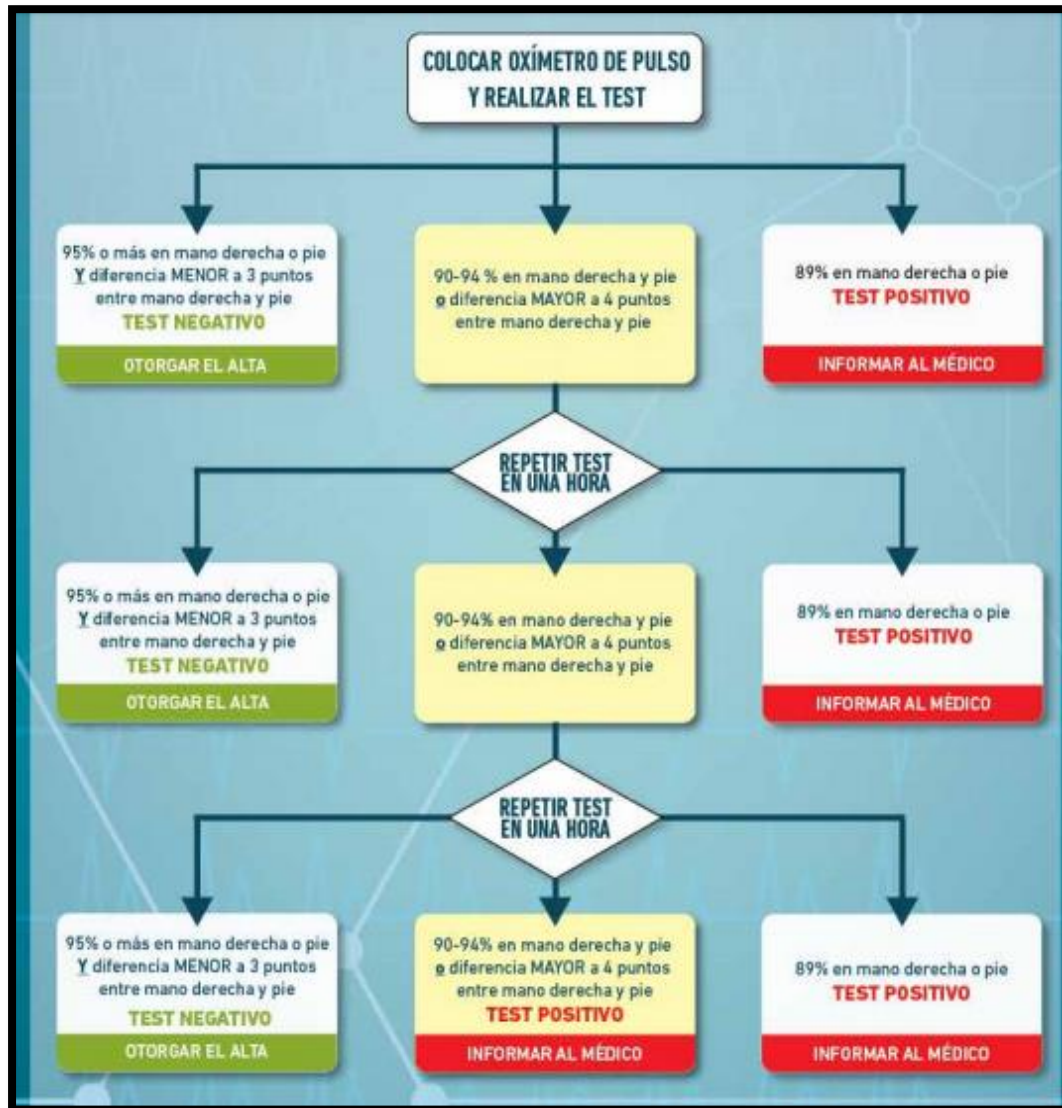 COLOCAR OXÍMETRO DE PULSO
Y REALIZAR EL TEST
95% o más en mano derecha o pie
Y diferencia MENOR a 3 puntos
entre mano derecha y pie
TEST NEGATIVO
OTORGAR EL ALTA
90-94 % en mano derecha y pie
o diferencia MAYOR a 4 puntos
entre mano derecha y pie
89% en mano derecha o pie
TEST POSITIVO
INFORMAR AL MÉDICO
REPETIR TEST
EN UNA HORA
95% o más en mano derecha o pie
Y diferencia MENOR a 3 puntos
entre mano derecha y pie
TEST NEGATIVO
OTORGAR EL ALTA
90-94% en mano derecha y pie
o diferencia MAYOR a 4 puntos
entre mano derecha y pie
89% en mano derecha o pie
TEST POSITIVO
INFORMAR AL MÉDICO
REPETIR TEST
EN UNA HORA
95% o más en mano derecha o pie
Y diferencia MENOR a 3 puntos
entre mano derecha y pie
TEST NEGATIVO
OTORGAR EL ALTA
90-94% en mano derecha y pie
o diferencia MAYOR a 4 puntos
entre mano derecha y pie
TEST POSITIVO
INFORMAR AL MÉDICO
89% en mano derecha o pie
TEST POSITIVO
INFORMAR AL MÉDICO